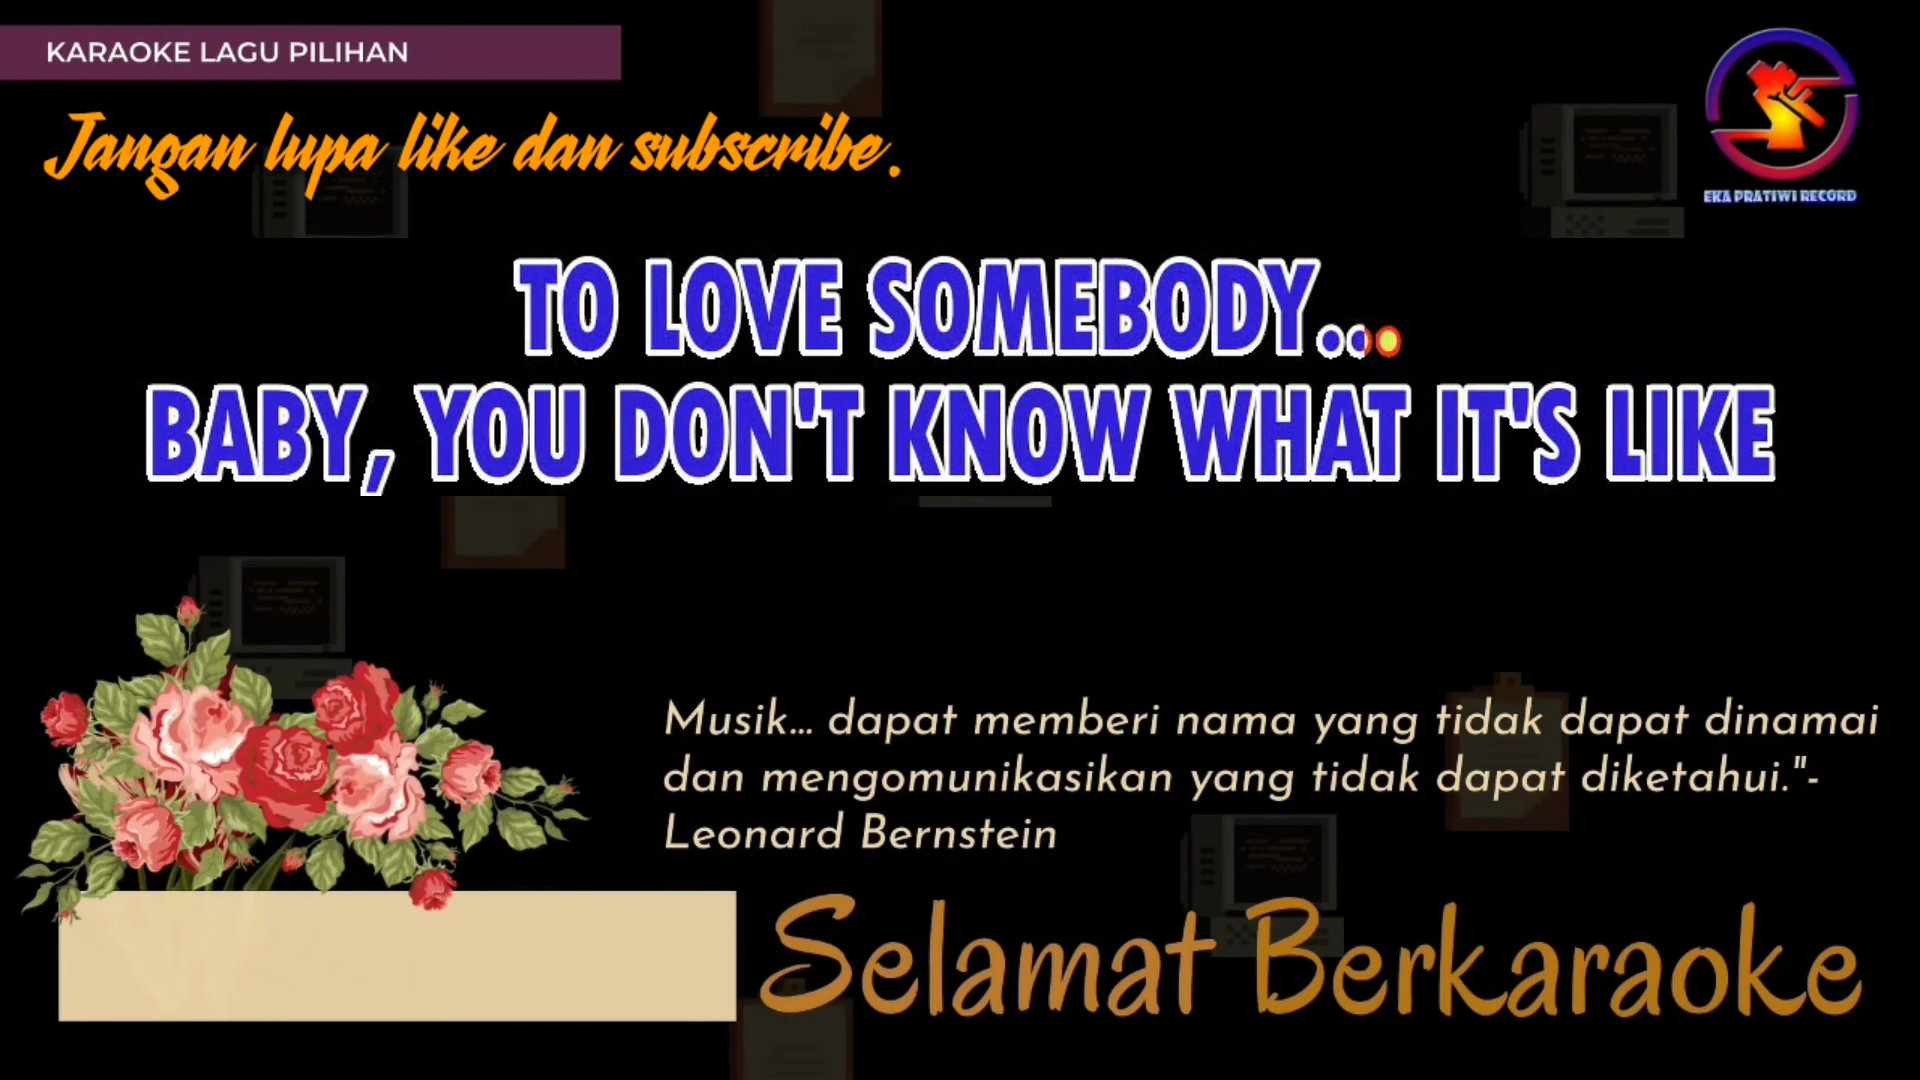 KARAOKE LAGU PILIHAN
Jangan lupa like dan subscribe.
EKA PRATIWI RECORD
TO LOVE SOMEBODY...
BABY, YOU DON'T KNOW WHAT IT'S LIKE
Musik... dapat memberi nama yang tidak dapat dinamai
dan mengomunikasikan yang tidak dapat diketahui."-
Leonard Bernstein
Selamat Berkaraoke